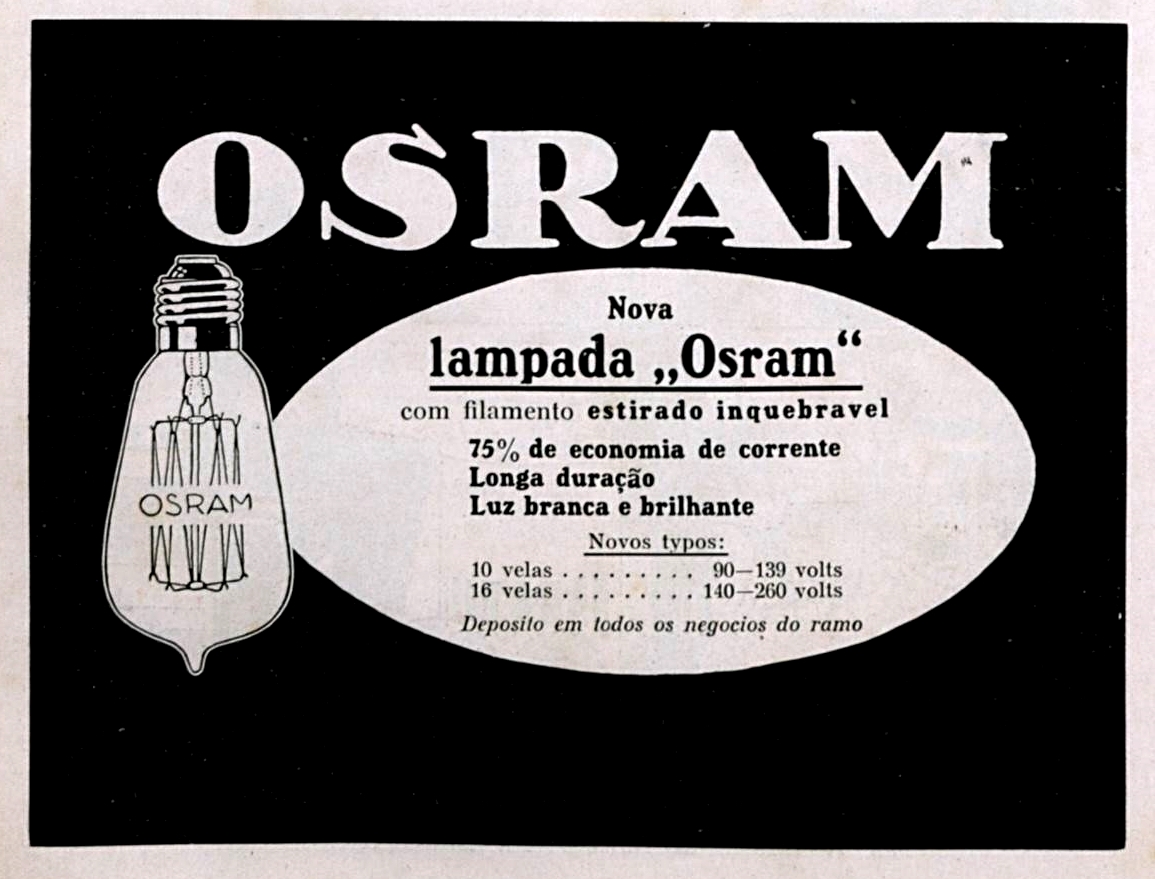 OSRAM
Nova
lampada „Osram“
com filamento estirado inquebravel
75% de economia de corrente
Longa duração
Luz branca e brilhante
OSRAM
Novos typos:
10 velas . . . . . . . . . 90—139 volts
16 velas . . . . . . . . . 140—260 volts
Deposito em todos os negocios do ramo